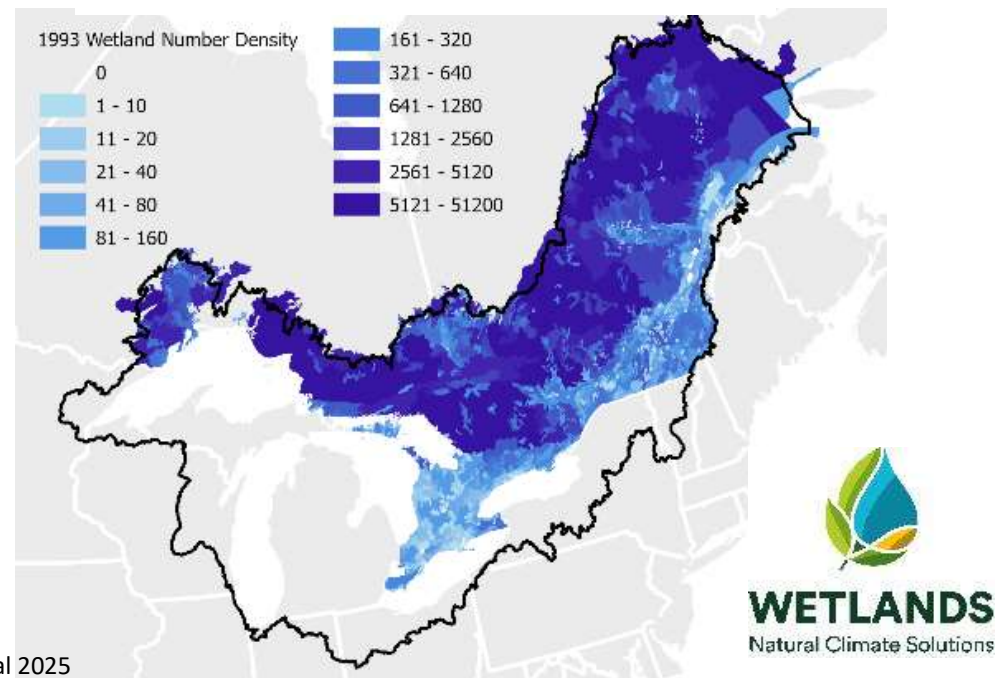 1993 Wetland Number Density
0
1 - 10
11 - 20
21 - 40
41 - 80
81 - 160
161 - 320
321 - 640
641 - 1280
1281 - 2560
2561 - 5120
5121 - 51200
WETLANDS
Natural Climate Solutions
al 2025